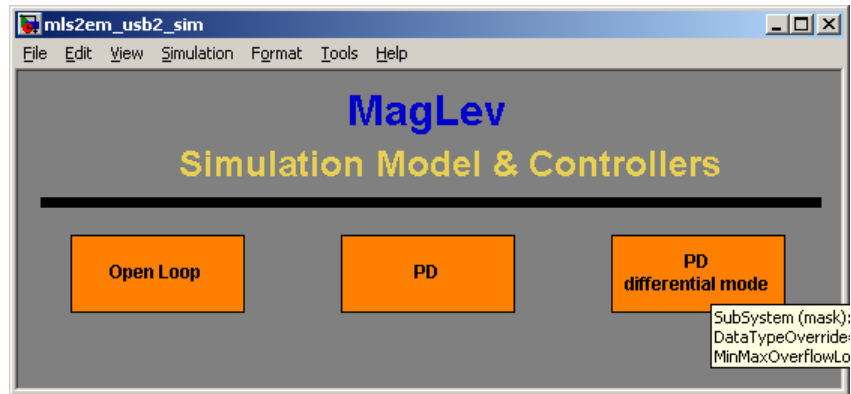 mls2em_usb2_sim
File Edit View Simulation Format Tools Help
MagLev
Simulation Model & Controllers
Open Loop
PD
PD
differential mode
SubSystem (mask):
DataTypeOverride=
MinMaxOverflowLo